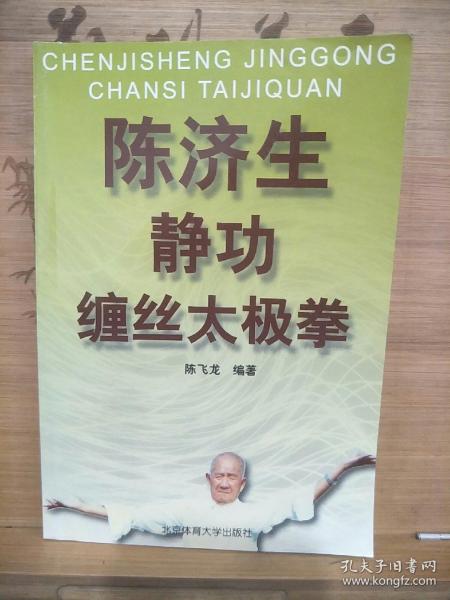 CHENJISHENG JINGGONG
CHANSI TAIJIQUAN
陈济生
静功
缠丝太极拳
陈飞龙 编著
北京体育大学出版社
孔夫子旧书网
www.kongfz.com